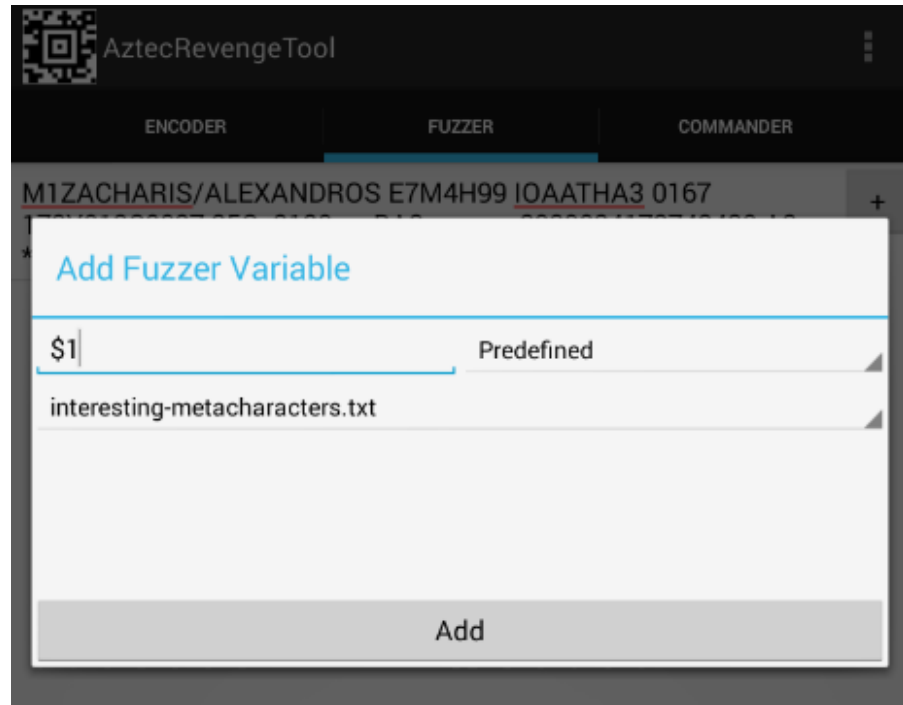 AztecRevengeTool
ENCODER FUZZER COMMANDER
M1ZACHARIS/ALEXANDROS E7M4H99 IOAATHA3 0167
+
*
Add Fuzzer Variable
$1 Predefined
interesting-metacharacters.txt
Add